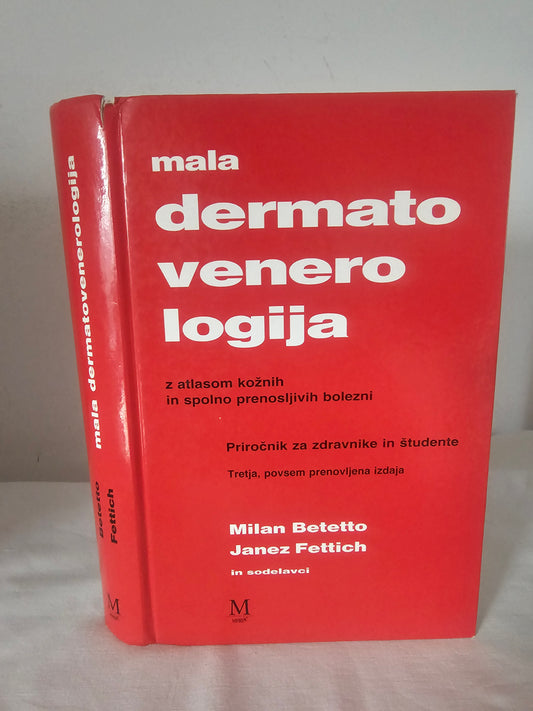 mala
dermato
venero
logija
z atlasom kožnih
in spolno prenosljivih bolezni
Priročnik za zdravnike in študente
Tretja, povsem prenovljena izdaja
Milan Betetto
Janez Fettich
in sodelavci
M
mala dermatovenerologija
Betetto
Fettich
M